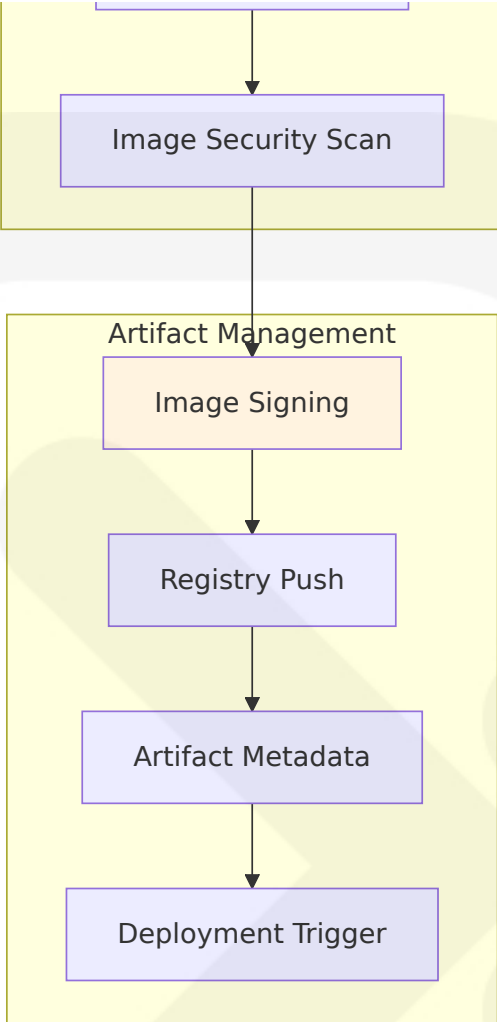 Image Security Scan
Artifact Management
Image Signing
Registry Push
Artifact Metadata
Deployment Trigger